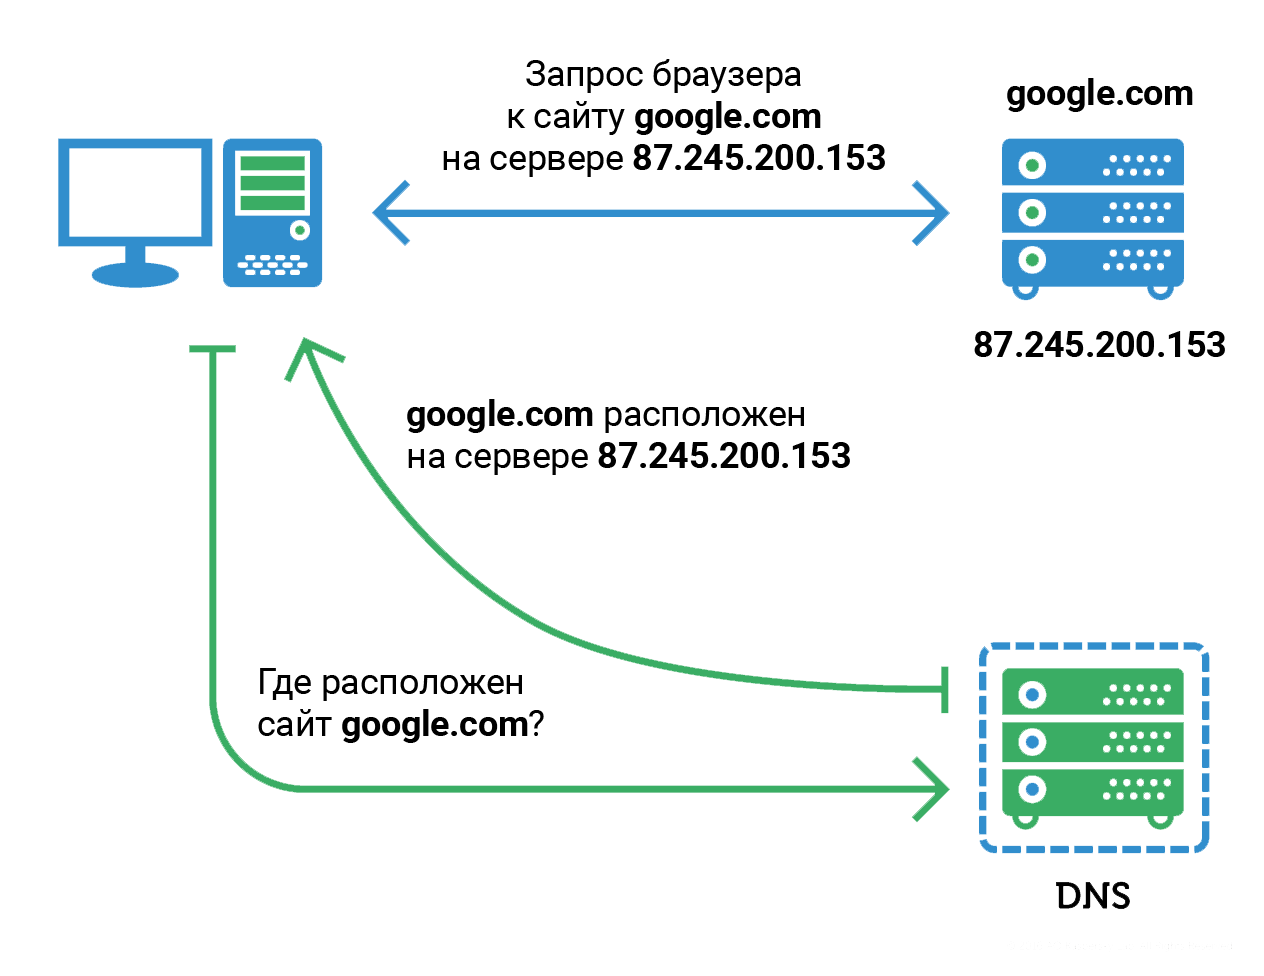 Запрос браузера
к сайту google.com
на сервере 87.245.200.153
google.com
87.245.200.153
google.com расположен
на сервере 87.245.200.153
Где расположен
сайт google.com?
DNS